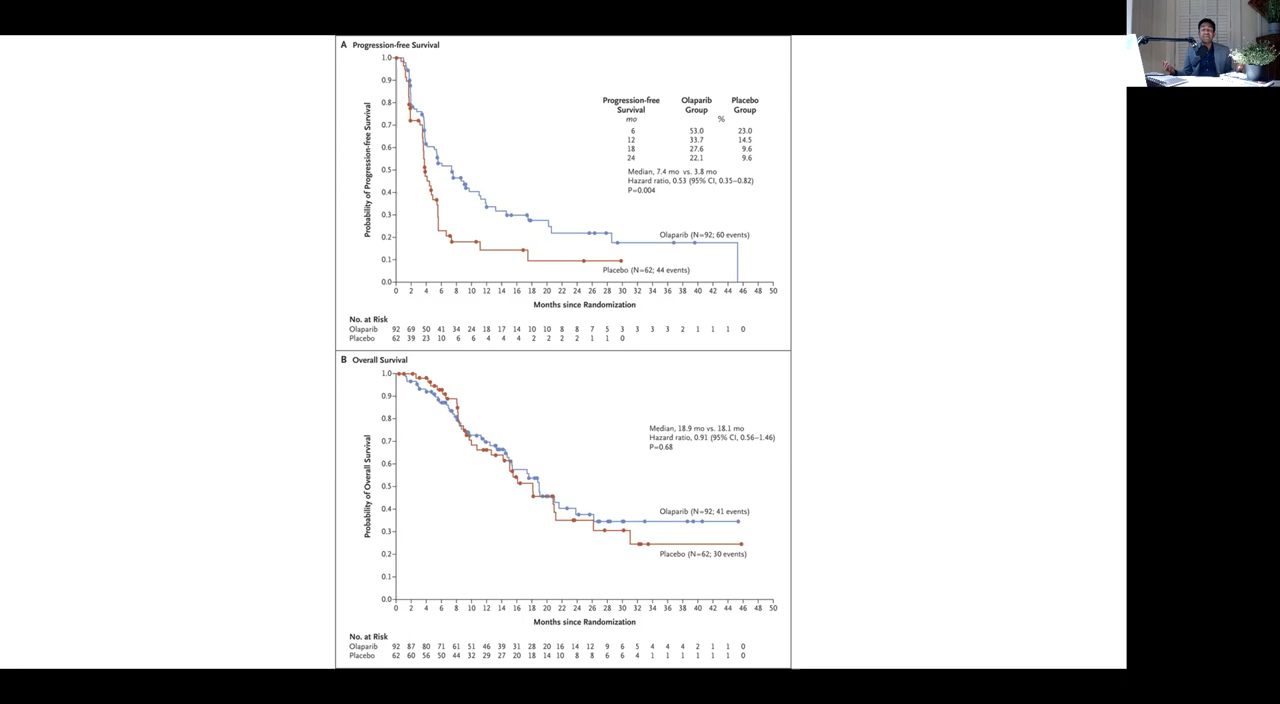 A Progression-free Survival
Probability of Progression-free Survival
1.0
0.9
0.8
0.7
0.6
0.5
0.4
0.3
0.2
0.1
0.0
0 2 4 6 8 10 12 14 16 18 20 22 24 26 28 30 32 34 36 38 40 42 44 46 48 50
Months since Randomization
Progression-free Olaparib Placebo
Survival Group Group
mo %
6 53.0 23.0
12 33.7 14.5
18 27.6 9.6
24 22.1 9.6
Median, 7.4 mo vs. 3.8 mo
Hazard ratio, 0.53 (95% CI, 0.35–0.82)
P=0.004
Olaparib (N=92; 60 events)
Placebo (N=62; 44 events)
No. at Risk
Olaparib 92 69 50 41 34 24 18 17 14 10 10 8 8 7 5 3 3 3 3 2 1 1 1 0
Placebo 62 39 23 10 6 6 4 4 4 2 2 2 2 1 1 0
B Overall Survival
Probability of Overall Survival
1.0
0.9
0.8
0.7
0.6
0.5
0.4
0.3
0.2
0.1
0.0
0 2 4 6 8 10 12 14 16 18 20 22 24 26 28 30 32 34 36 38 40 42 44 46 48 50
Months since Randomization
Median, 18.9 mo vs. 18.1 mo
Hazard ratio, 0.91 (95% CI, 0.56–1.46)
P=0.68
Olaparib (N=92; 41 events)
Placebo (N=62; 30 events)
No. at Risk
Olaparib 92 87 80 71 61 51 46 39 31 28 20 16 14 12 9 6 5 4 4 4 2 1 1 0
Placebo 62 60 56 50 44 32 29 27 20 18 14 10 8 8 6 6 4 1 1 1 1 1 1 0